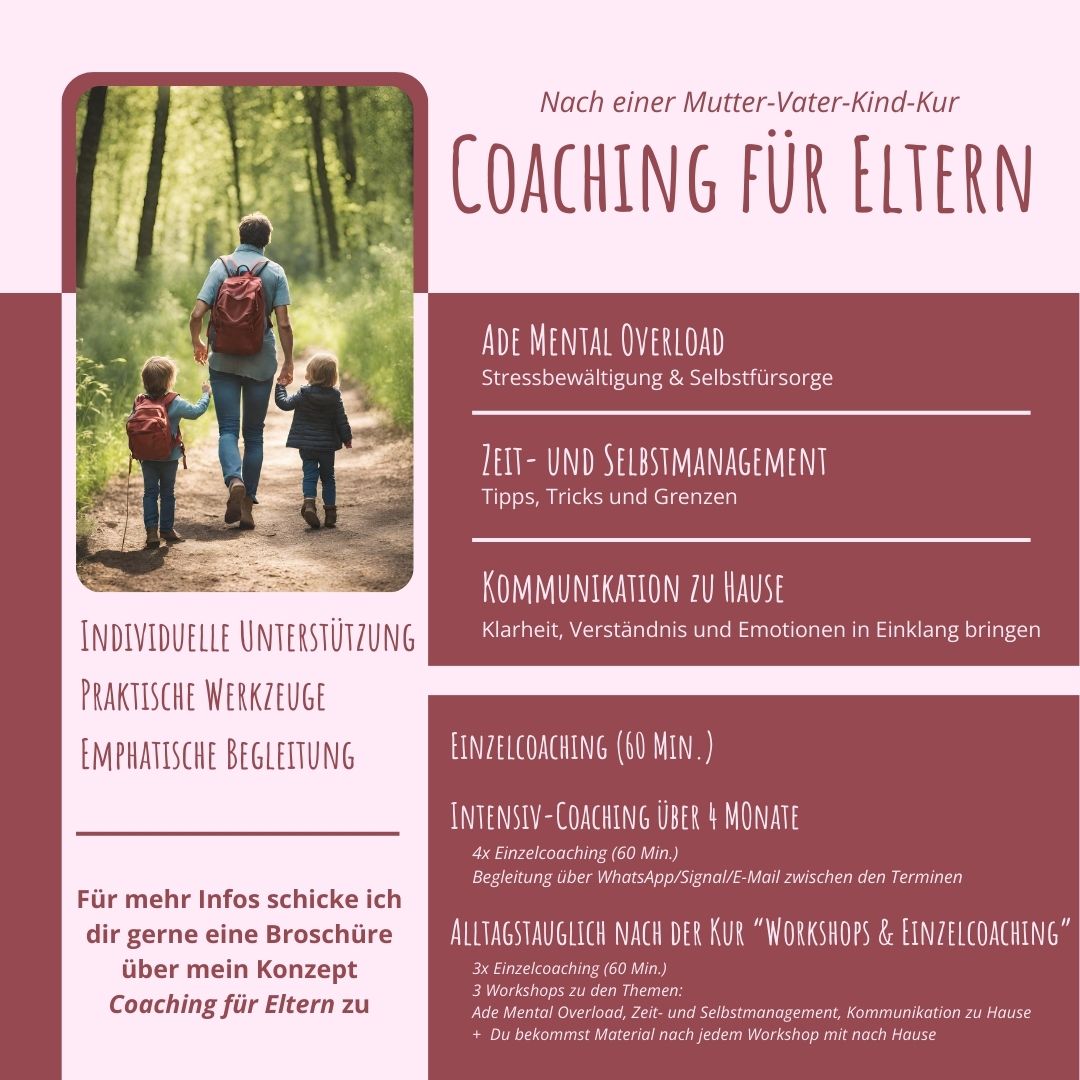 Nach einer Mutter-Vater-Kind-Kur
Coaching für Eltern
Ade Mental Overload
Stressbewältigung & Selbstfürsorge
Zeit- und Selbstmanagement
Tipps, Tricks und Grenzen
Kommunikation zu Hause
Klarheit, Verständnis und Emotionen in Einklang bringen
Individuelle Unterstützung
Praktische Werkzeuge
Emphatische Begleitung
Für mehr Infos schicke ich
dir gerne eine Broschüre
über mein Konzept
Coaching für Eltern zu
Einzelcoaching (60 Min.)
Intensiv-Coaching über 4 MOnate
4x Einzelcoaching (60 Min.)
Begleitung über WhatsApp/Signal/E-Mail zwischen den Terminen
Alltagstauglich nach der Kur “Workshops & Einzelcoaching”
3x Einzelcoaching (60 Min.)
3 Workshops zu den Themen:
Ade Mental Overload, Zeit- und Selbstmanagement, Kommunikation zu Hause
+ Du bekommst Material nach jedem Workshop mit nach Hause